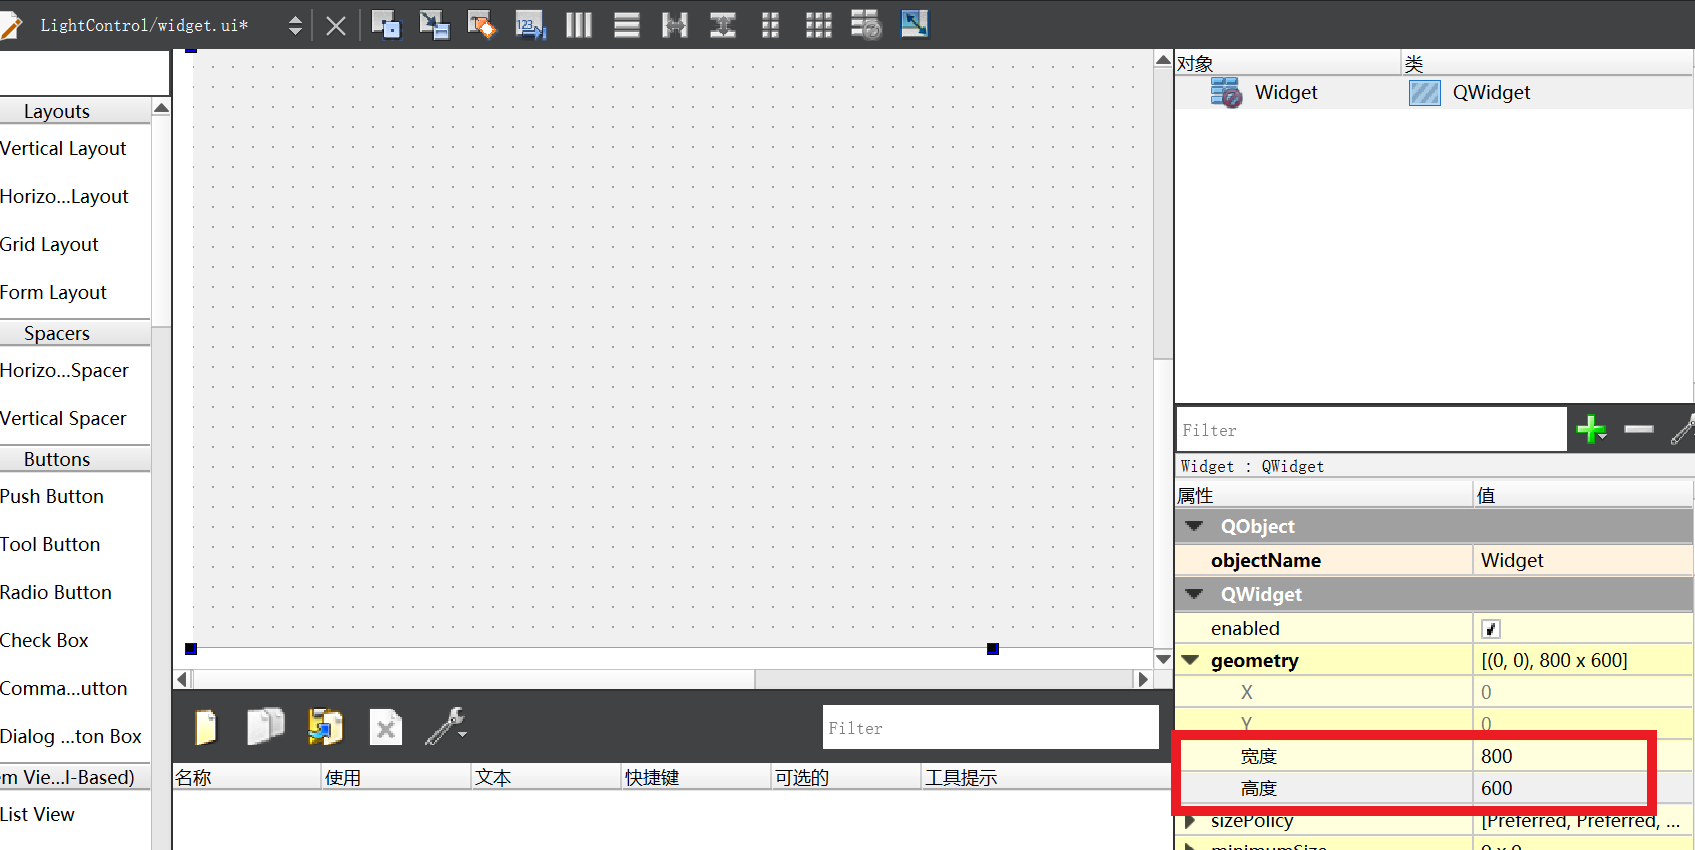 LightControl/widget.ui*
Layouts
Vertical Layout
Horizo...Layout
Grid Layout
Form Layout
Spacers
Horizo...Spacer
Vertical Spacer
Buttons
Push Button
Tool Button
Radio Button
Check Box
Comma...utton
Dialog ...ton Box
em Vie...l-Based)
List View
Filter
名称 使用 文本 快捷键 可选的 工具提示
对象 类
Widget QWidget
Filter
Widget : QWidget
属性 值
QObject
objectName Widget
QWidget
enabled
geometry [(0, 0), 800 x 600]
X 0
Y 0
宽度 800
高度 600
sizePolicy [Preferred, Preferred, ...
minimumSize 0 x 0